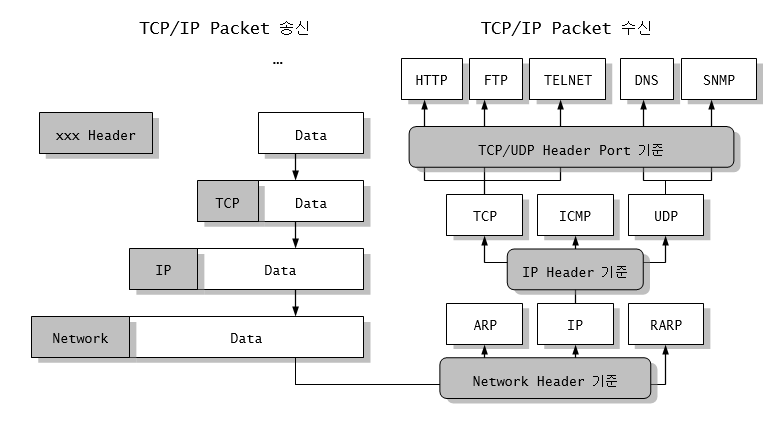 TCP/IP Packet 송신
...
xxx Header
Data
TCP Data
IP Data
Network Data
TCP/IP Packet 수신
HTTP FTP TELNET DNS SNMP
TCP/UDP Header Port 기준
TCP ICMP UDP
IP Header 기준
ARP IP RARP
Network Header 기준